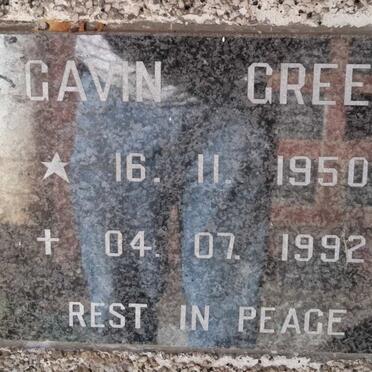 GAVIN GREE
★ 16. 11. 1950
✝ 04. 07. 1992
REST IN PEACE